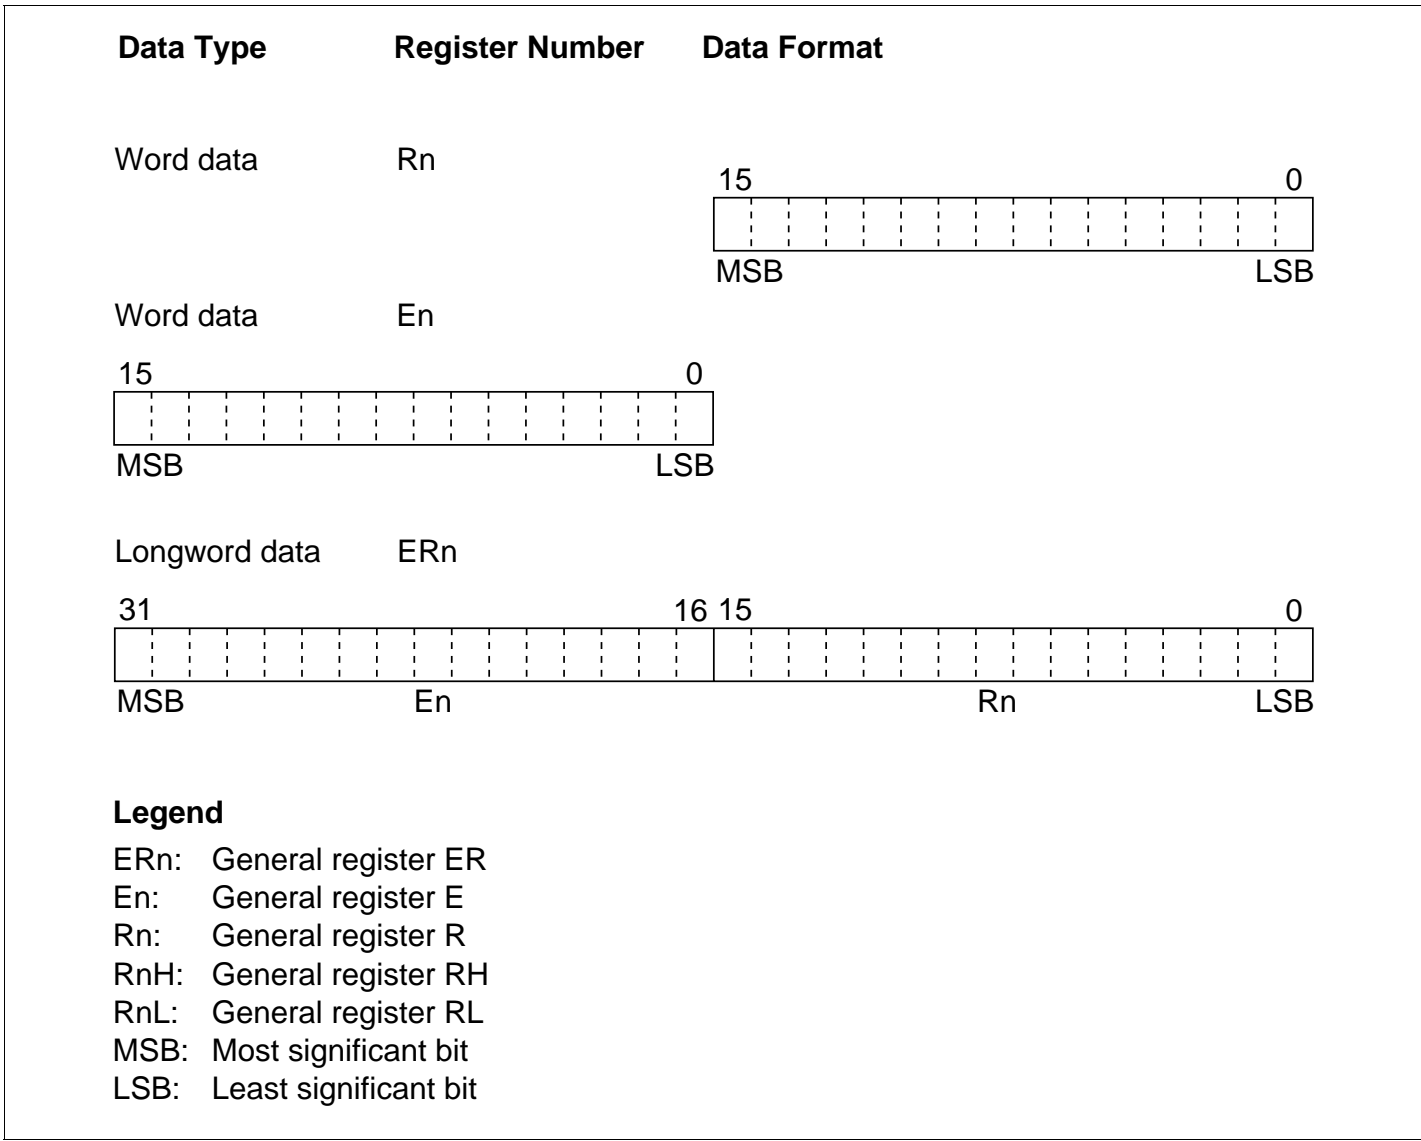 Data Type Register Number Data Format
Word data Rn
15 0
MSB LSB
Word data En
15 0
MSB LSB
Longword data ERn
31 16 15 0
MSB En Rn LSB
Legend
ERn: General register ER
En: General register E
Rn: General register R
RnH: General register RH
RnL: General register RL
MSB: Most significant bit
LSB: Least significant bit